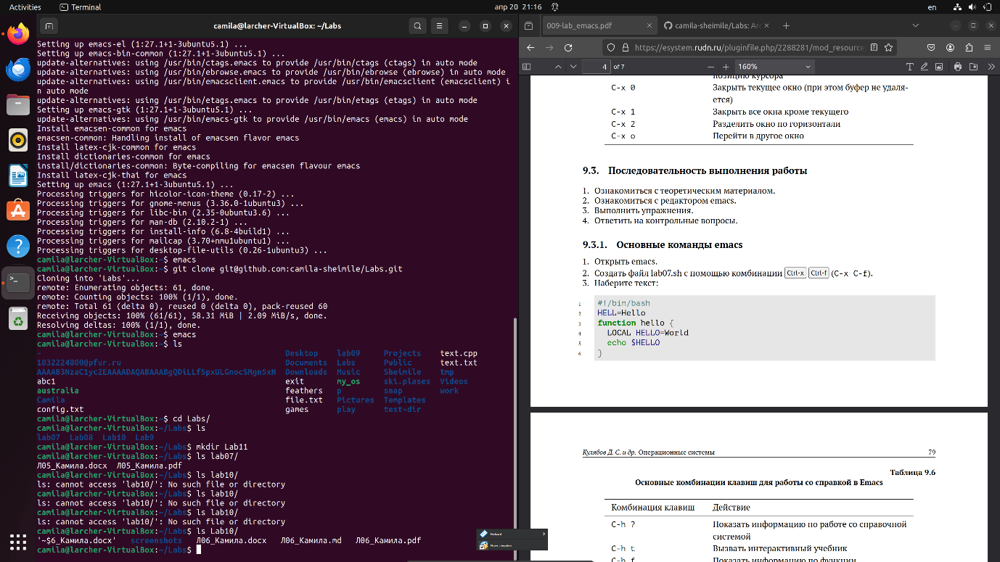 Activities
Terminal
апр 20 21:16
en
camila@larcher-VirtualBox: ~/Labs
Setting up emacs-el (1:27.1+1-3ubuntu5.1) ...
Setting up emacs-bin-common (1:27.1+1-3ubuntu5.1) ...
update-alternatives: using /usr/bin/ctags.emacs to provide /usr/bin/ctags (ctags) in auto mode
update-alternatives: using /usr/bin/ebrowse.emacs to provide /usr/bin/ebrowse (ebrowse) in auto mode
update-alternatives: using /usr/bin/emacsclient.emacs to provide /usr/bin/emacsclient (emacsclient) i
n auto mode
update-alternatives: using /usr/bin/etags.emacs to provide /usr/bin/etags (etags) in auto mode
Setting up emacs-gtk (1:27.1+1-3ubuntu5.1) ...
update-alternatives: using /usr/bin/emacs-gtk to provide /usr/bin/emacs (emacs) in auto mode
Install emacsen-common for emacs
emacsen-common: Handling install of emacsen flavor emacs
Install latex-cjk-common for emacs
Install dictionaries-common for emacs
install/dictionaries-common: Byte-compiling for emacsen flavour emacs
Install latex-cjk-thai for emacs
Setting up emacs (1:27.1+1-3ubuntu5.1) ...
Processing triggers for hicolor-icon-theme (0.17-2) ...
Processing triggers for gnome-menus (3.36.0-1ubuntu3) ...
Processing triggers for libc-bin (2.35-0ubuntu3.6) ...
Processing triggers for man-db (2.10.2-1) ...
Processing triggers for install-info (6.8-4build1) ...
Processing triggers for mailcap (3.70+nmu1ubuntu1) ...
Processing triggers for desktop-file-utils (0.26-1ubuntu3) ...
camila@larcher-VirtualBox:~$ emacs
camila@larcher-VirtualBox:~$ git clone git@github.com:camila-sheimile/Labs.git
Cloning into 'Labs'...
remote: Enumerating objects: 61, done.
remote: Counting objects: 100% (1/1), done.
remote: Total 61 (delta 0), reused 0 (delta 0), pack-reused 60
Receiving objects: 100% (61/61), 58.31 MiB | 2.09 MiB/s, done.
Resolving deltas: 100% (1/1), done.
camila@larcher-VirtualBox:~$ emacs
camila@larcher-VirtualBox:~$ ls
- Desktop lab09 Projects text.cpp
1032224800@pfur.ru Documents Labs Public text.txt
Downloads Music Sheimile tmp
abc1 exit my_os ski.plases Videos
australia feathers p snap work
Camila file.txt Pictures Templates
config.txt games play test-dir
camila@larcher-VirtualBox:~$ cd Labs/
camila@larcher-VirtualBox:~/Labs$ ls
lab07 Lab08 Lab10 Lab9
camila@larcher-VirtualBox:~/Labs$ mkdir Lab11
camila@larcher-VirtualBox:~/Labs$ ls lab07/
Л05_Камила.docx Л05_Камила.pdf
camila@larcher-VirtualBox:~/Labs$ ls lab10/
ls: cannot access 'lab10/': No such file or directory
camila@larcher-VirtualBox:~/Labs$ ls lab10/
ls: cannot access 'lab10/': No such file or directory
camila@larcher-VirtualBox:~/Labs$ ls lab10/
ls: cannot access 'lab10/': No such file or directory
camila@larcher-VirtualBox:~/Labs$ ls Lab10/
'~$6_Камила.docx' screenshots Л06_Камила.docx Л06_Камила.md Л06_Камила.pdf
camila@larcher-VirtualBox:~/Labs$
Keyboard
Mouse integration
009-lab_emacs.pdf
camila-sheimile/Labs: Arc
https://esystem.rudn.ru/pluginfile.php/2288281/mod_resource
4 of 7
160%
позицию курсора
C-x 0 Закрыть текущее окно (при этом буфер не удаля-
ется)
C-x 1 Закрыть все окна кроме текущего
C-x 2 Разделить окно по горизонтали
C-x o Перейти в другое окно
9.3. Последовательность выполнения работы
1. Ознакомиться с теоретическим материалом.
2. Ознакомиться с редактором emacs.
3. Выполнить упражнения.
4. Ответить на контрольные вопросы.
9.3.1. Основные команды emacs
1. Открыть emacs.
2. Создать файл lab07.sh с помощью комбинации Ctrl-x Ctrl-f (C-x C-f).
3. Наберите текст:
1 #!/bin/bash
2 HELL=Hello
3 function hello {
4 LOCAL HELLO=World
5 echo $HELLO
6 }
Кулябов Д. С. и др. Операционные системы 79
Таблица 9.6
Основные комбинации клавиш для работы со справкой в Emacs
Комбинация клавиш Действие
C-h ? Показать информацию по работе со справочной
системой
C-h t Вызвать интерактивный учебник
C-h f Показать информацию по функции